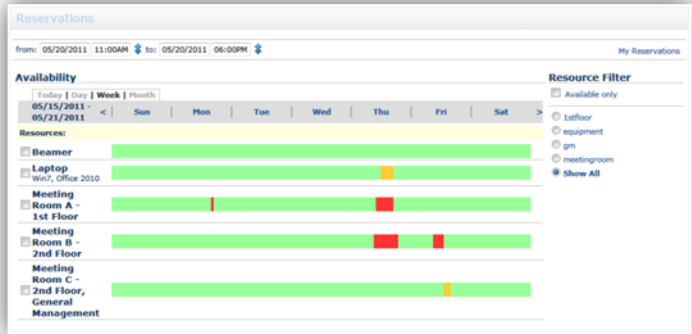 Reservations
from: 05/20/2011 11:00AM to: 05/20/2011 06:00PM
My Reservations
Availability
Today | Day | Week | Month
05/15/2011 - 05/21/2011
< | Sun | Mon | Tue | Wed | Thu | Fri | Sat >
Resources:
Beamer
Laptop
Win7, Office 2010
Meeting
Room A -
1st Floor
Meeting
Room B -
2nd Floor
Meeting
Room C -
2nd Floor,
General
Management
Resource Filter
Available only
1stfloor
equipment
gm
meetingroom
Show All